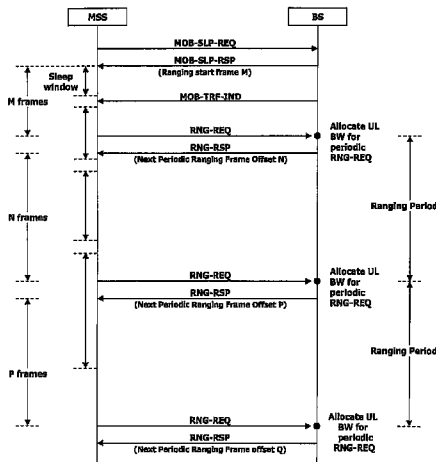 MSS
BS
MOB-SLP-REQ
MOB-SLP-RSP
(Ranging start frame M)
Sleep
window
M frames
MOB-TRF-IND
RNG-REQ
Allocate UL
BW for
periodic
RNG-REQ
RNG-RSP
(Next Periodic Ranging Frame Offset N)
N frames
Ranging Period
RNG-REQ
Allocate UL
BW for
periodic
RNG-REQ
RNG-RSP
(Next Periodic Ranging Frame Offset P)
Ranging Period
P frames
RNG-REQ
Allocate UL
BW for
periodic
RNG-REQ
RNG-RSP
(Next Periodic Ranging Frame offset Q)